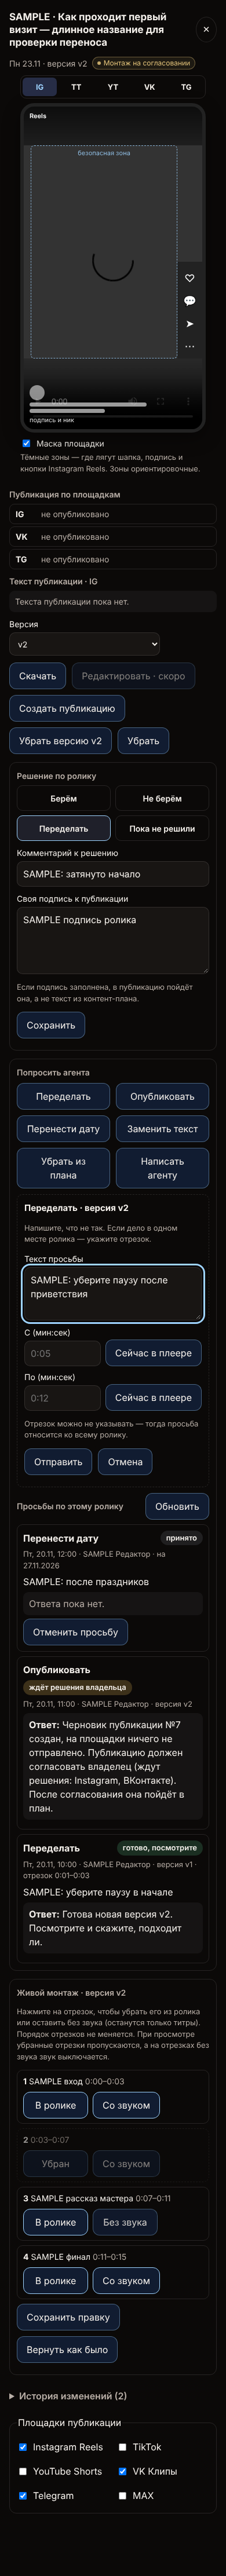 SAMPLE · Как проходит первый
визит — длинное название для
проверки переноса
Пн 23.11 · версия v2
Монтаж на согласовании
IG TT YT VK TG
Reels
безопасная зона
0:00
подпись и ник
Маска площадки
Тёмные зоны — где лягут шапка, подпись и
кнопки Instagram Reels. Зоны ориентировочные.
Публикация по площадкам
IG не опубликовано
VK не опубликовано
TG не опубликовано
Текст публикации · IG
Текста публикации пока нет.
Версия
v2
Скачать
Редактировать · скоро
Создать публикацию
Убрать версию v2
Убрать
Решение по ролику
Берём
Не берём
Переделать
Пока не решили
Комментарий к решению
SAMPLE: затянуто начало
Своя подпись к публикации
SAMPLE подпись ролика
Если подпись заполнена, в публикацию пойдёт
она, а не текст из контент-плана.
Сохранить
Попросить агента
Переделать
Опубликовать
Перенести дату
Заменить текст
Убрать из
плана
Написать
агенту
Переделать · версия v2
Напишите, что не так. Если дело в одном
месте ролика — укажите отрезок.
Текст просьбы
SAMPLE: уберите паузу после
приветствия
С (мин:сек)
0:05
Сейчас в плеере
По (мин:сек)
0:12
Сейчас в плеере
Отрезок можно не указывать — тогда просьба
относится ко всему ролику.
Отправить
Отмена
Просьбы по этому ролику
Обновить
Перенести дату
принято
Пт, 20.11, 12:00 · SAMPLE Редактор · на
27.11.2026
SAMPLE: после праздников
Ответа пока нет.
Отменить просьбу
Опубликовать
ждёт решения владельца
Пт, 20.11, 11:00 · SAMPLE Редактор · версия v2
Ответ: Черновик публикации №7
создан, на площадки ничего не
отправлено. Публикацию должен
согласовать владелец (ждут
решения: Instagram, ВКонтакте).
После согласования она пойдёт в
план.
Переделать
готово, посмотрите
Пт, 20.11, 10:00 · SAMPLE Редактор · версия v1 ·
отрезок 0:01–0:03
SAMPLE: уберите паузу в начале
Ответ: Готова новая версия v2.
Посмотрите и скажите, подходит
ли.
Живой монтаж · версия v2
Нажмите на отрезок, чтобы убрать его из ролика
или оставить без звука (останутся только титры).
Порядок отрезков не меняется. При просмотре
убранные отрезки пропускаются, а на отрезках без
звука звук выключается.
1 SAMPLE вход 0:00–0:03
В ролике
Со звуком
2 0:03–0:07
Убран
Со звуком
3 SAMPLE рассказ мастера 0:07–0:11
В ролике
Без звука
4 SAMPLE финал 0:11–0:15
В ролике
Со звуком
Сохранить правку
Вернуть как было
История изменений (2)
Площадки публикации
Instagram Reels
TikTok
YouTube Shorts
VK Клипы
Telegram
MAX